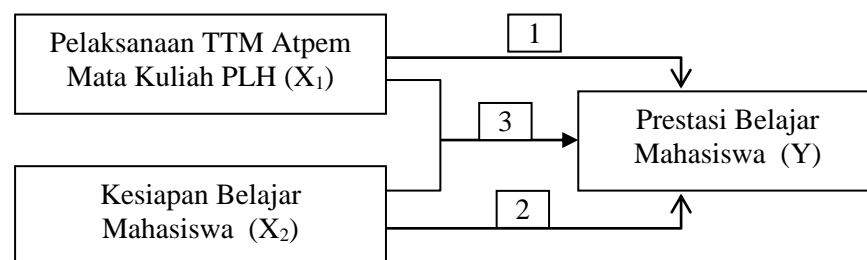 Pelaksanaan TTM Atpem
Mata Kuliah PLH (X₁)
1
3
Prestasi Belajar
Mahasiswa (Y)
Kesiapan Belajar
Mahasiswa (X₂)
2